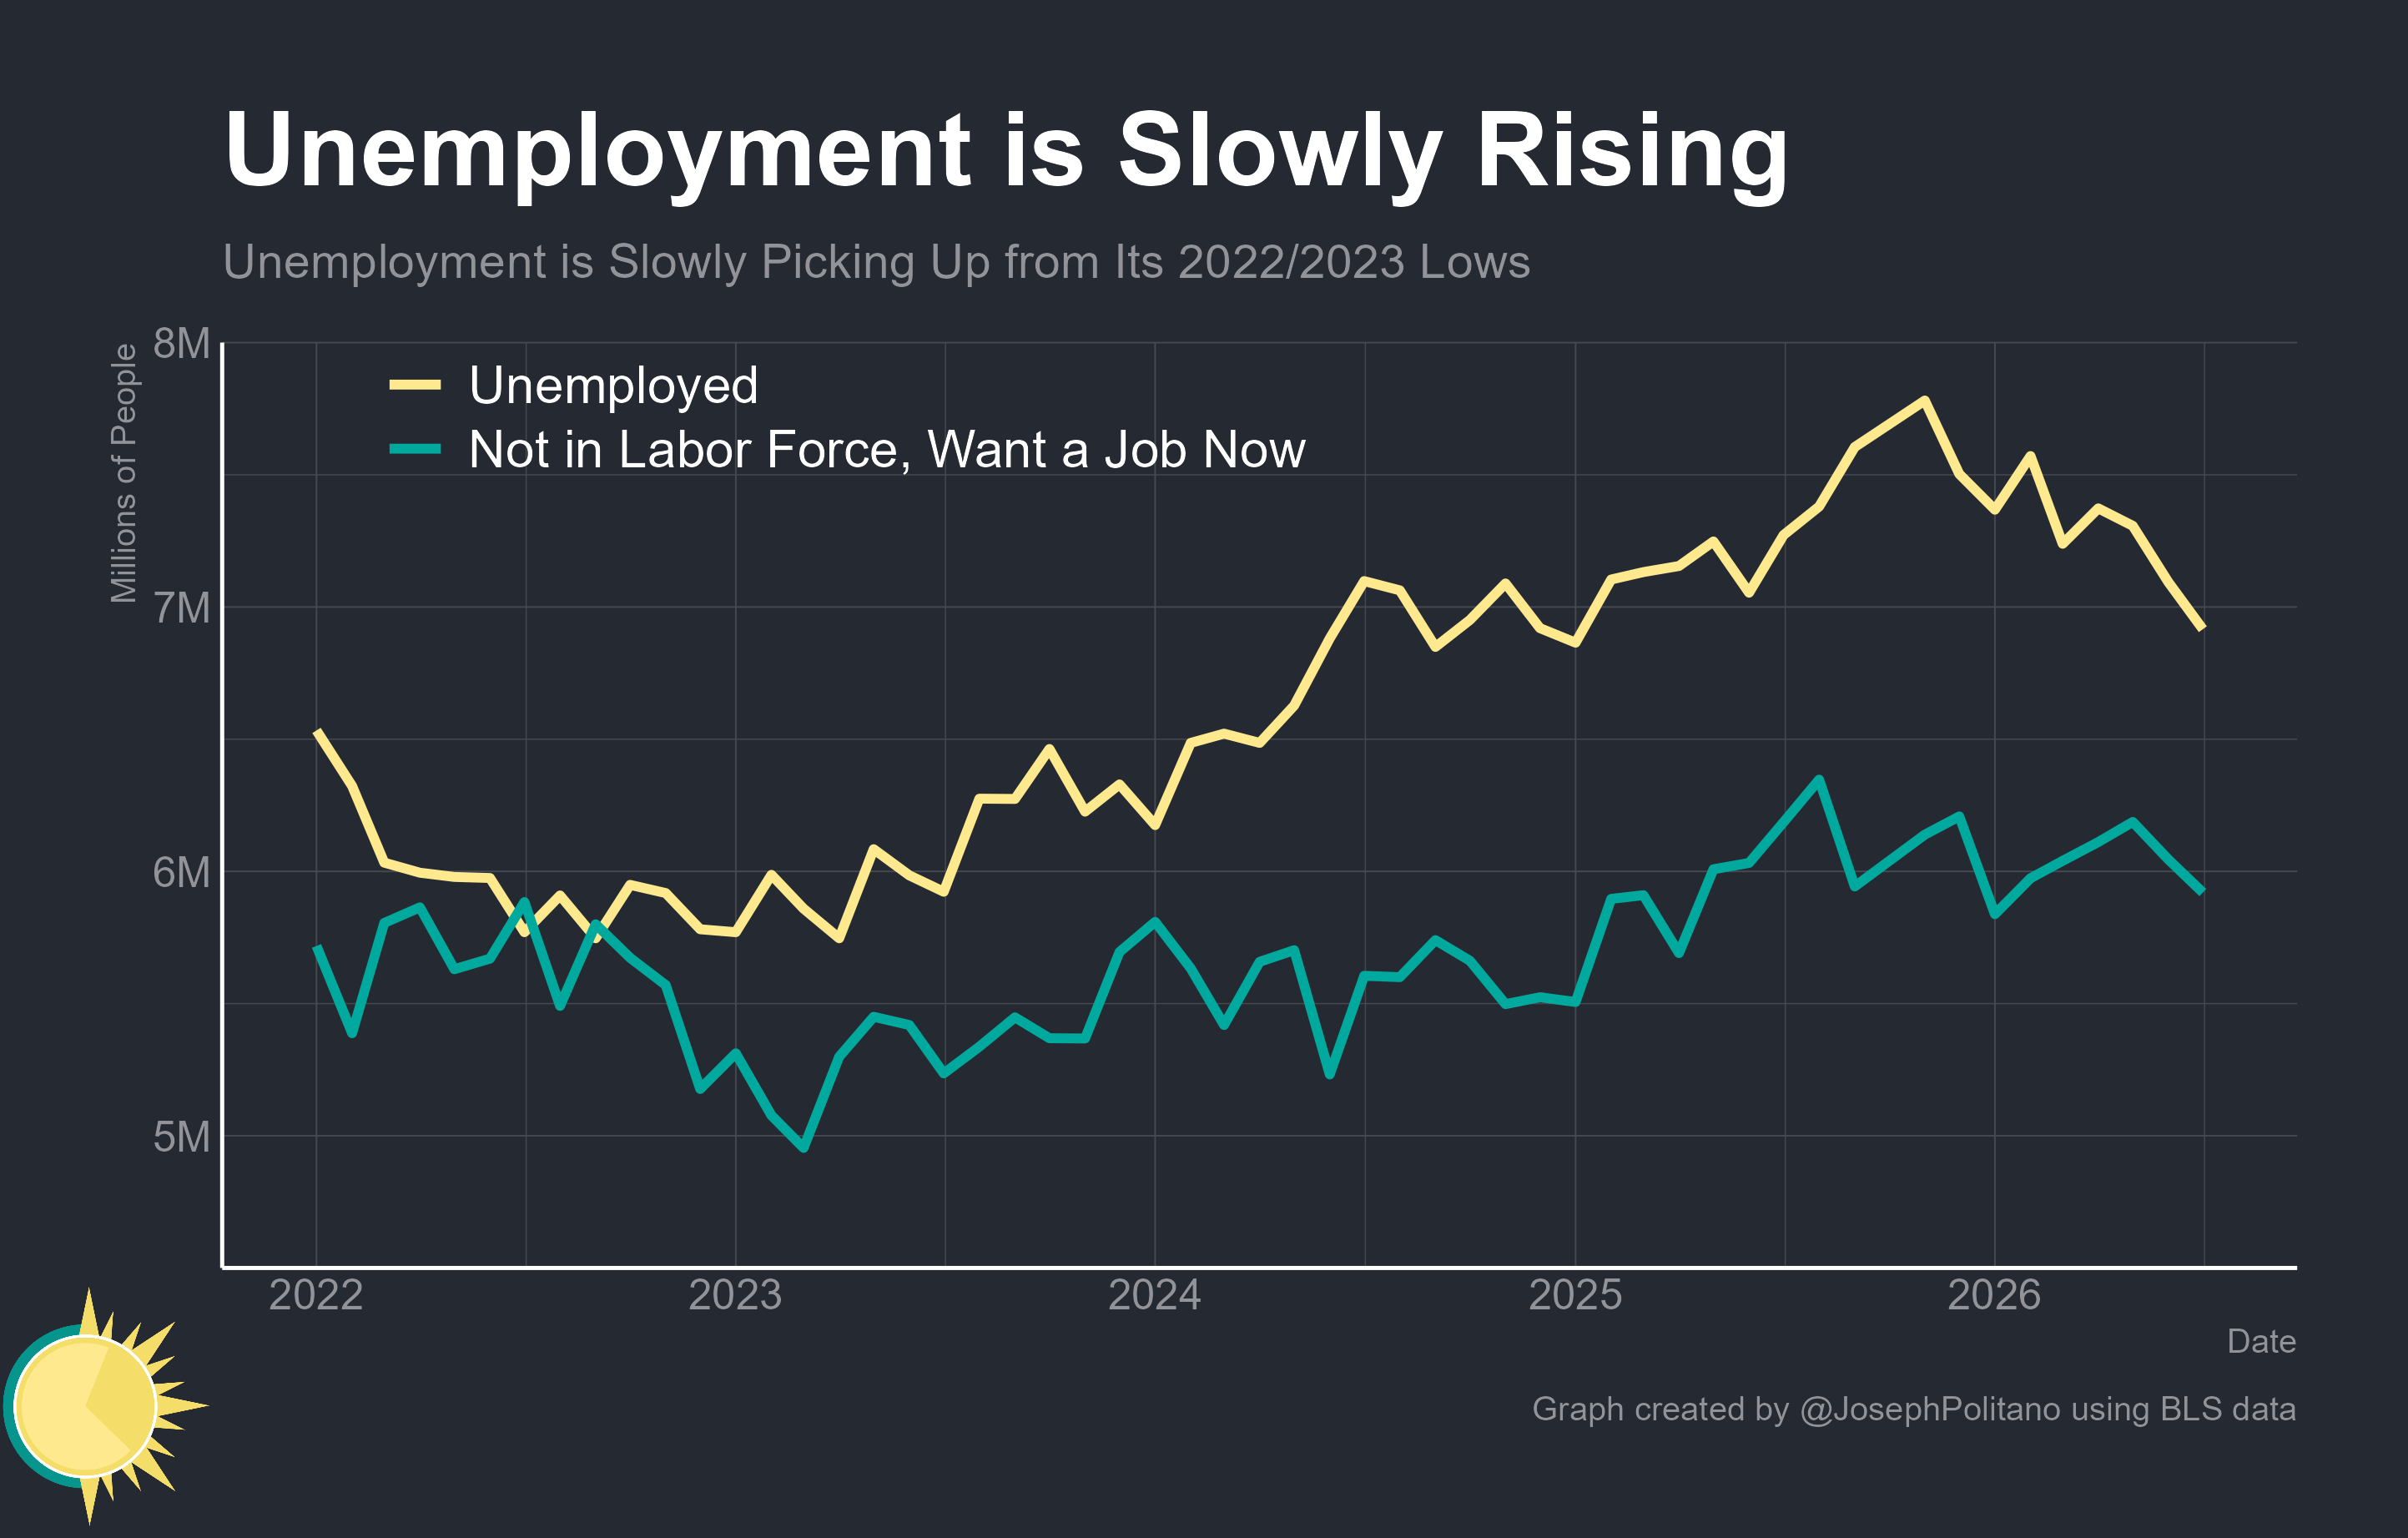 Unemployment is Slowly Rising
Unemployment is Slowly Picking Up from Its 2022/2023 Lows
Millions of People
8M
7M
6M
5M
Unemployed
Not in Labor Force, Want a Job Now
2022
2023
2024
2025
2026
Date
Graph created by @JosephPolitano using BLS data